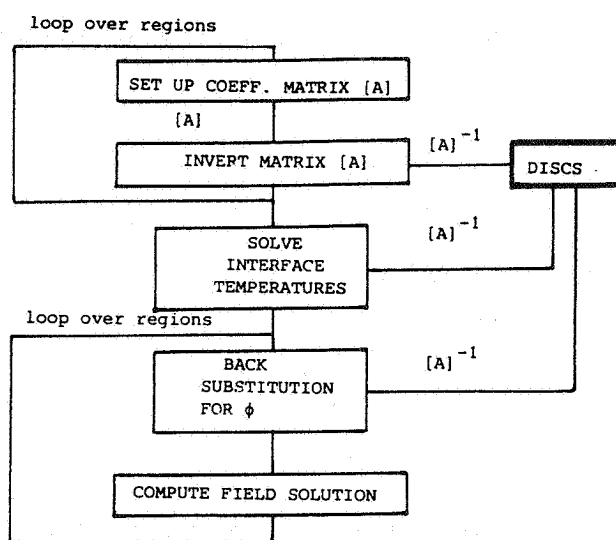 loop over regions
SET UP COEFF. MATRIX [A]
[A]
INVERT MATRIX [A]
[A]⁻¹
DISCS
SOLVE
INTERFACE
TEMPERATURES
[A]⁻¹
loop over regions
BACK
SUBSTITUTION
FOR ϕ
[A]⁻¹
COMPUTE FIELD SOLUTION